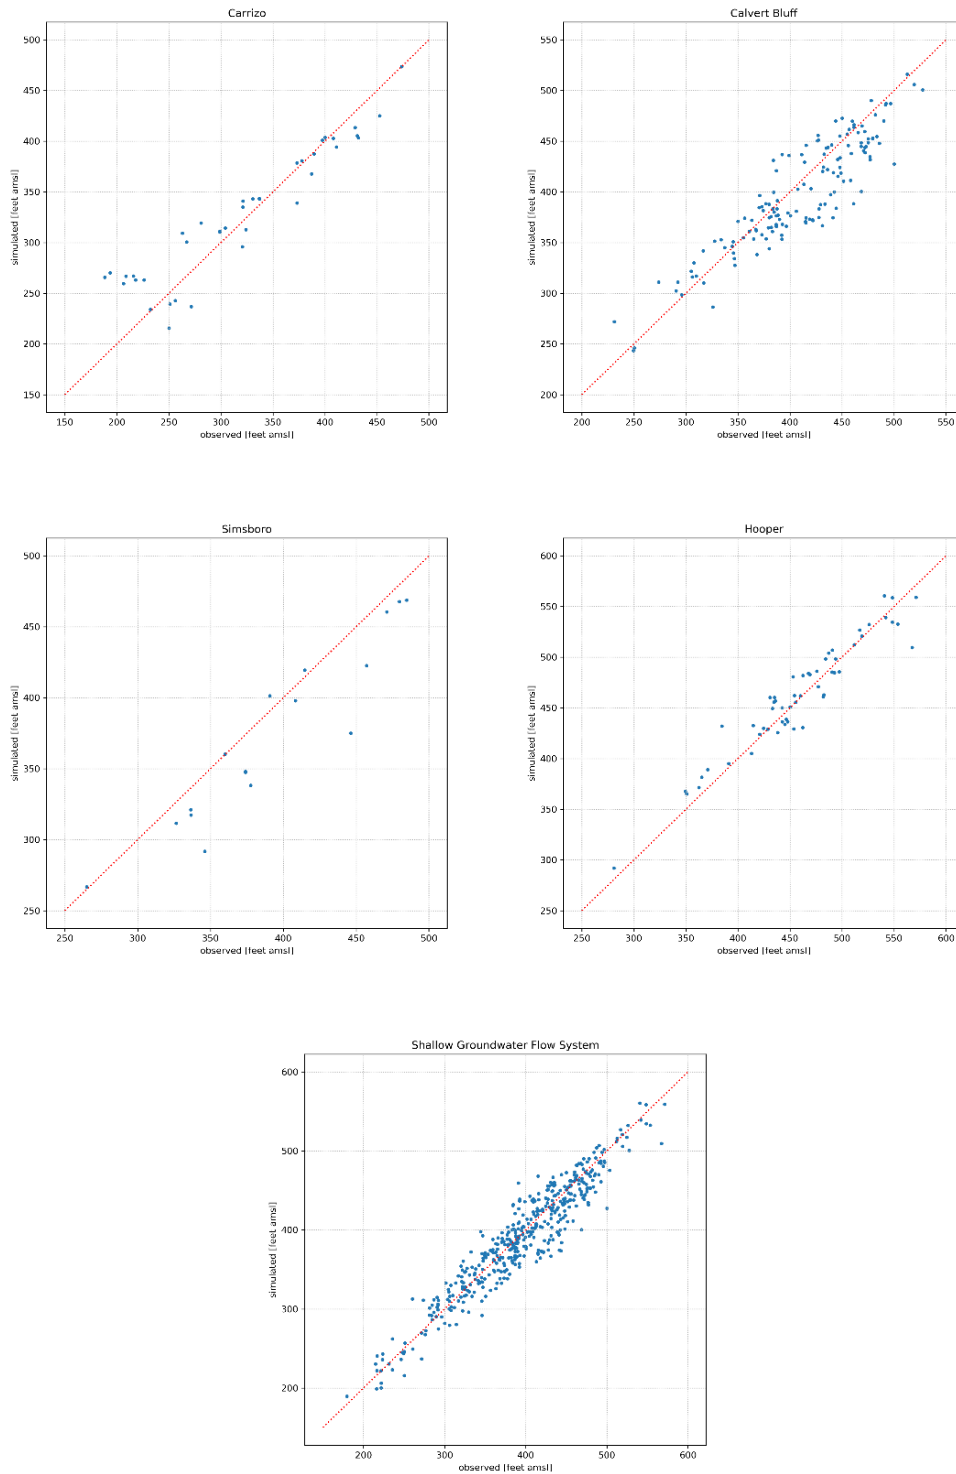 Carrizo
500
450
400
350
300
250
200
150
simulated [feet amsl]
150 200 250 300 350 400 450 500
observed [feet amsl]
Calvert Bluff
550
500
450
400
350
300
250
200
simulated [feet amsl]
200 250 300 350 400 450 500 550
observed [feet amsl]
Simsboro
500
450
400
350
300
250
simulated [feet amsl]
250 300 350 400 450 500
observed [feet amsl]
Hooper
600
550
500
450
400
350
300
250
simulated [feet amsl]
250 300 350 400 450 500 550 600
observed [feet amsl]
Shallow Groundwater Flow System
600
500
400
300
200
simulated [feet amsl]
200 300 400 500 600
observed [feet amsl]